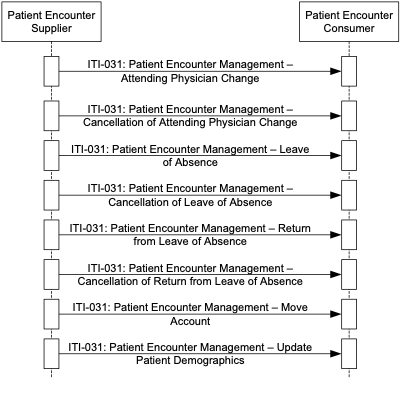 Patient Encounter
Supplier
Patient Encounter
Consumer
ITI-031: Patient Encounter Management –
Attending Physician Change
ITI-031: Patient Encounter Management –
Cancellation of Attending Physician Change
ITI-031: Patient Encounter Management – Leave
of Absence
ITI-031: Patient Encounter Management –
Cancellation of Leave of Absence
ITI-031: Patient Encounter Management – Return
from Leave of Absence
ITI-031: Patient Encounter Management –
Cancellation of Return from Leave of Absence
ITI-031: Patient Encounter Management – Move
Account
ITI-031: Patient Encounter Management – Update
Patient Demographics